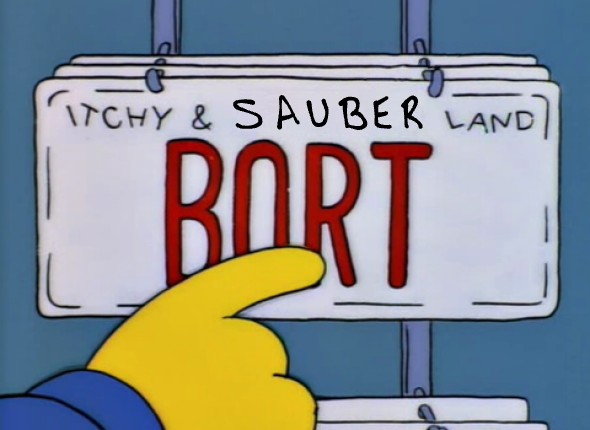 ITCHY & SAUBER LAND
BORT